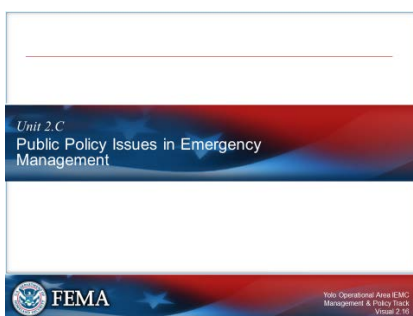 Unit 2.C
Public Policy Issues in Emergency
Management
FEMA
Yolo Operational Area IEMC
Management & Policy Track
Visual 2.16